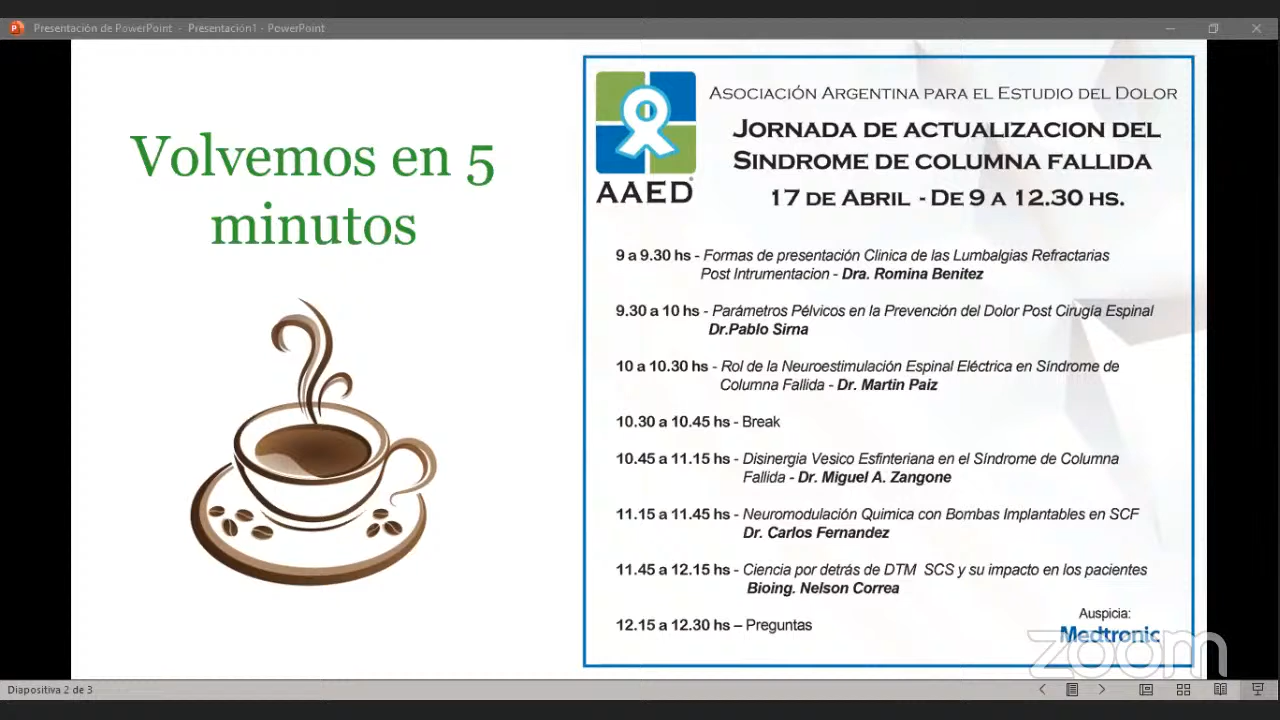 Presentación de PowerPoint - Presentación1 - PowerPoint
Volvemos en 5
minutos
AAED
ASOCIACIÓN ARGENTINA PARA EL ESTUDIO DEL DOLOR
JORNADA DE ACTUALIZACION DEL
SINDROME DE COLUMNA FALLIDA
17 DE ABRIL - DE 9 A 12.30 HS.
9 a 9.30 hs - Formas de presentación Clinica de las Lumbalgias Refractarias
Post Intrumentacion - Dra. Romina Benitez
9.30 a 10 hs - Parámetros Pélvicos en la Prevención del Dolor Post Cirugía Espinal
Dr.Pablo Sirna
10 a 10.30 hs - Rol de la Neuroestimulación Espinal Eléctrica en Síndrome de
Columna Fallida - Dr. Martin Paiz
10.30 a 10.45 hs - Break
10.45 a 11.15 hs - Disinergia Vesico Esfinteriana en el Síndrome de Columna
Fallida - Dr. Miguel A. Zangone
11.15 a 11.45 hs - Neuromodulación Quimica con Bombas Implantables en SCF
Dr. Carlos Fernandez
11.45 a 12.15 hs - Ciencia por detrás de DTM SCS y su impacto en los pacientes
Bioing. Nelson Correa
12.15 a 12.30 hs – Preguntas
Auspicia:
Medtronic
zoom
Diapositiva 2 de 3